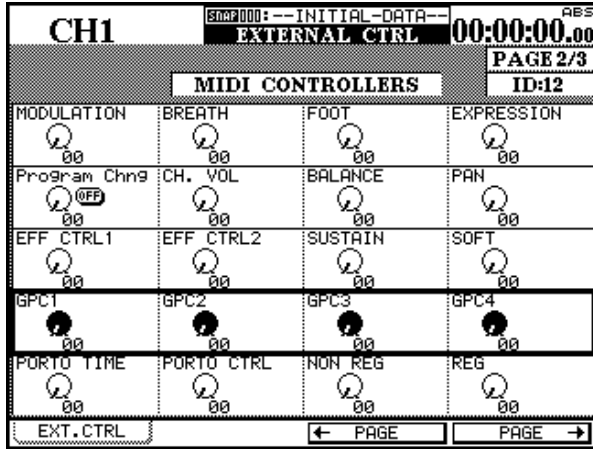 CH1 SNAP000:--INITIAL-DATA-- ABS
EXTERNAL CTRL 00:00:00.00
PAGE 2/3
MIDI CONTROLLERS ID:12
MODULATION BREATH FOOT EXPRESSION
00 00 00 00
Program Chng OFF CH. VOL BALANCE PAN
00 00 00 00
EFF CTRL1 EFF CTRL2 SUSTAIN SOFT
00 00 00 00
GPC1 GPC2 GPC3 GPC4
00 00 00 00
PORTO TIME PORTO CTRL NON REG REG
00 00 00 00
EXT.CTRL ← PAGE PAGE →